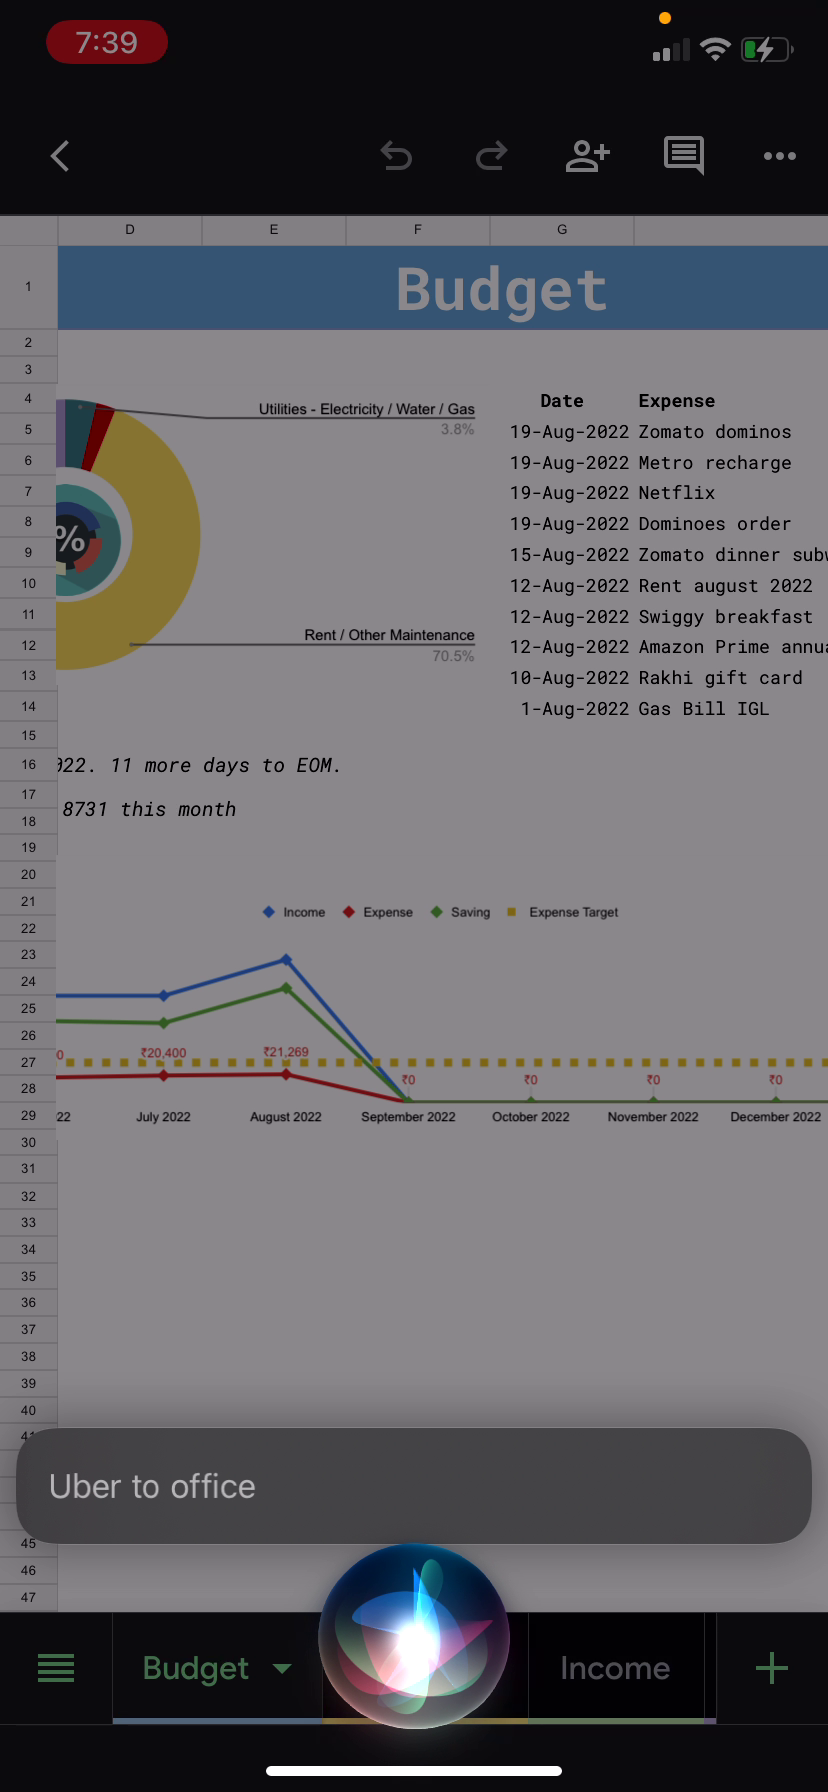 7:39
D E F G
1 Budget
2
3
4 Utilities - Electricity / Water / Gas Date Expense
3.8%
5 19-Aug-2022 Zomato dominos
6 19-Aug-2022 Metro recharge
7 19-Aug-2022 Netflix
8 % 19-Aug-2022 Dominoes order
9 15-Aug-2022 Zomato dinner
10 12-Aug-2022 Rent august 2022
11 12-Aug-2022 Swiggy breakfast
12 Rent / Other Maintenance 12-Aug-2022 Amazon Prime
70.5%
13 10-Aug-2022 Rakhi gift card
14 1-Aug-2022 Gas Bill IGL
15
16 022. 11 more days to EOM.
17
18 8731 this month
19
20
21 Income Expense Saving Expense Target
22
23
24
25
26
27 0 ₹20,400 ₹21,269
28 ₹0 ₹0 ₹0 ₹0
29 22 July 2022 August 2022 September 2022 October 2022 November 2022 December 2022
30
31
32
33
34
35
36
37
38
39
40
Uber to office
45
46
47
Budget Income